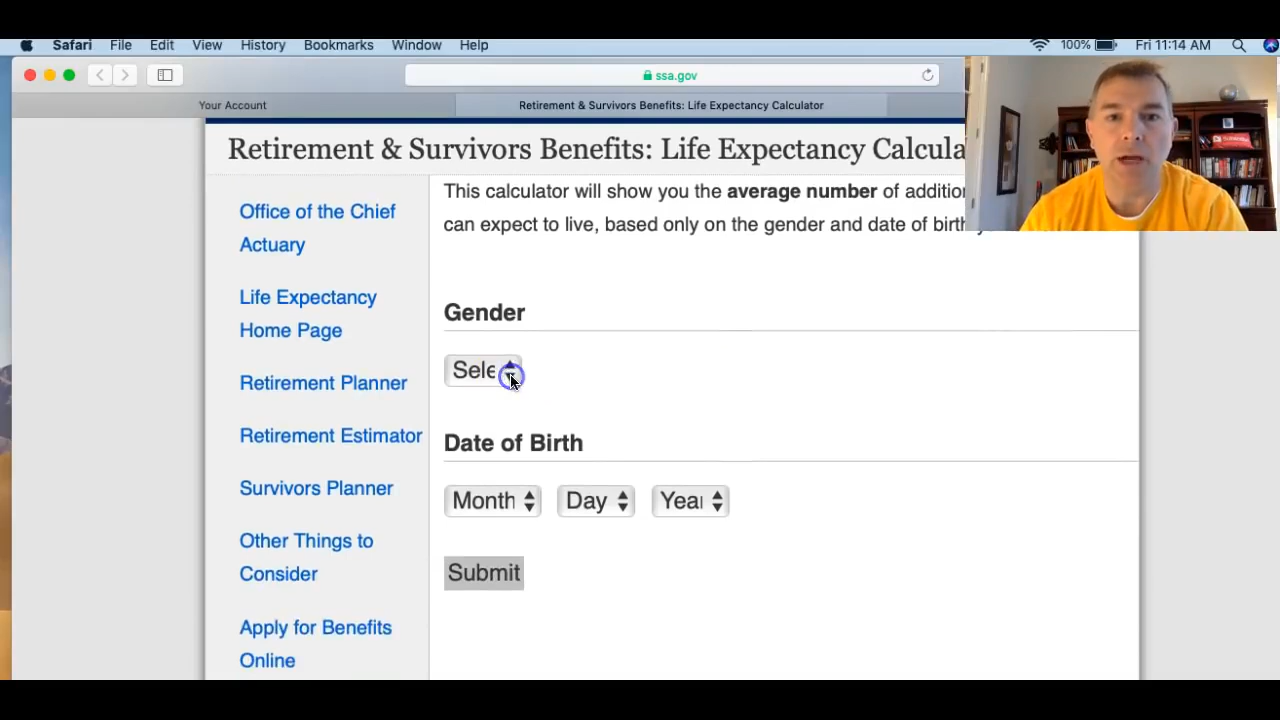 Safari File Edit View History Bookmarks Window Help 100% Fri 11:14 AM
ssa.gov
Your Account Retirement & Survivors Benefits: Life Expectancy Calculator
Retirement & Survivors Benefits: Life Expectancy Calcula
This calculator will show you the average number of addition
can expect to live, based only on the gender and date of birth
Office of the Chief
Actuary
Life Expectancy
Home Page
Retirement Planner
Retirement Estimator
Survivors Planner
Other Things to
Consider
Apply for Benefits
Online
Gender
Sele
Date of Birth
Month Day Year
Submit